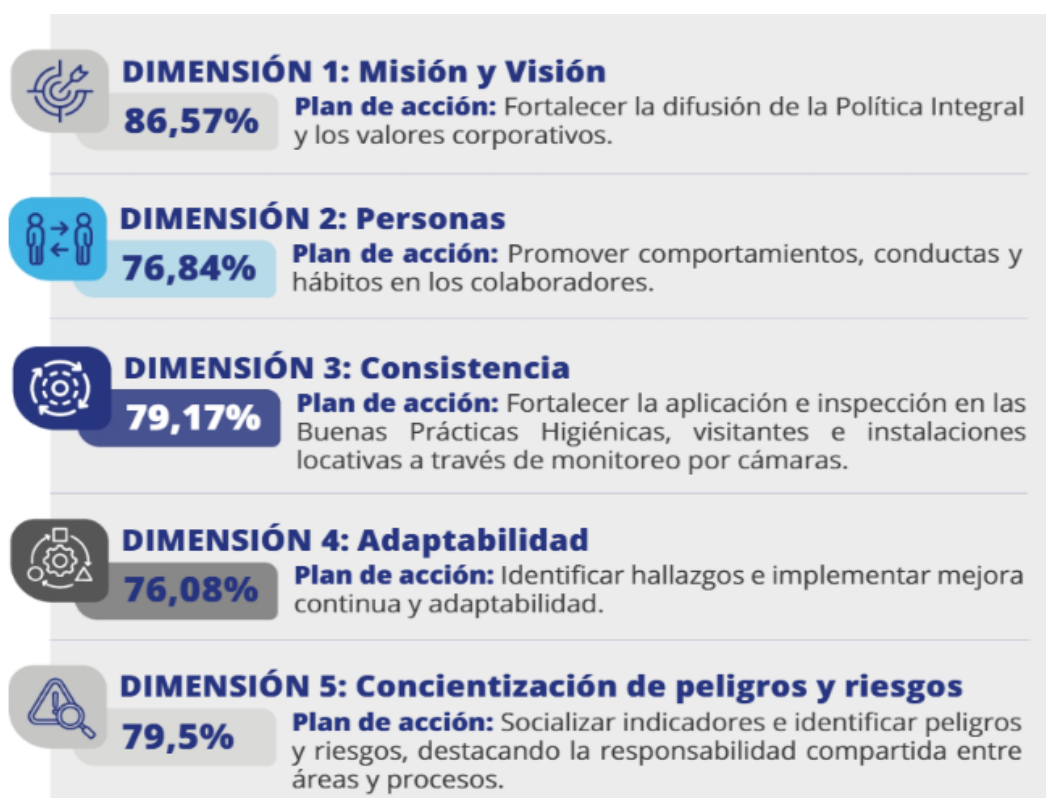 DIMENSIÓN 1: Misión y Visión
86,57%
Plan de acción: Fortalecer la difusión de la Política Integral
y los valores corporativos.
DIMENSIÓN 2: Personas
76,84%
Plan de acción: Promover comportamientos, conductas y
hábitos en los colaboradores.
DIMENSIÓN 3: Consistencia
79,17%
Plan de acción: Fortalecer la aplicación e inspección en las
Buenas Prácticas Higiénicas, visitantes e instalaciones
locativas a través de monitoreo por cámaras.
DIMENSIÓN 4: Adaptabilidad
76,08%
Plan de acción: Identificar hallazgos e implementar mejora
continua y adaptabilidad.
DIMENSIÓN 5: Concientización de peligros y riesgos
79,5%
Plan de acción: Socializar indicadores e identificar peligros
y riesgos, destacando la responsabilidad compartida entre
áreas y procesos.